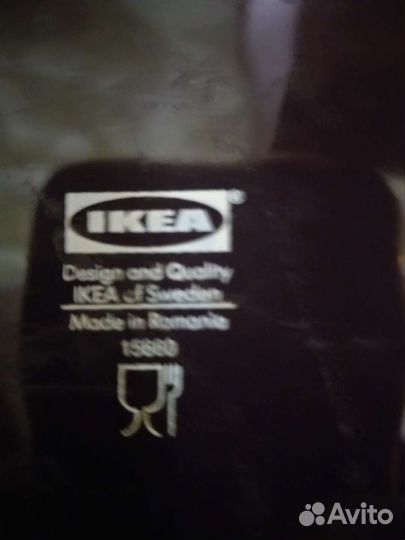 IKEA®
Design and Quality
IKEA of Sweden
Made in Romania
15880
Avito